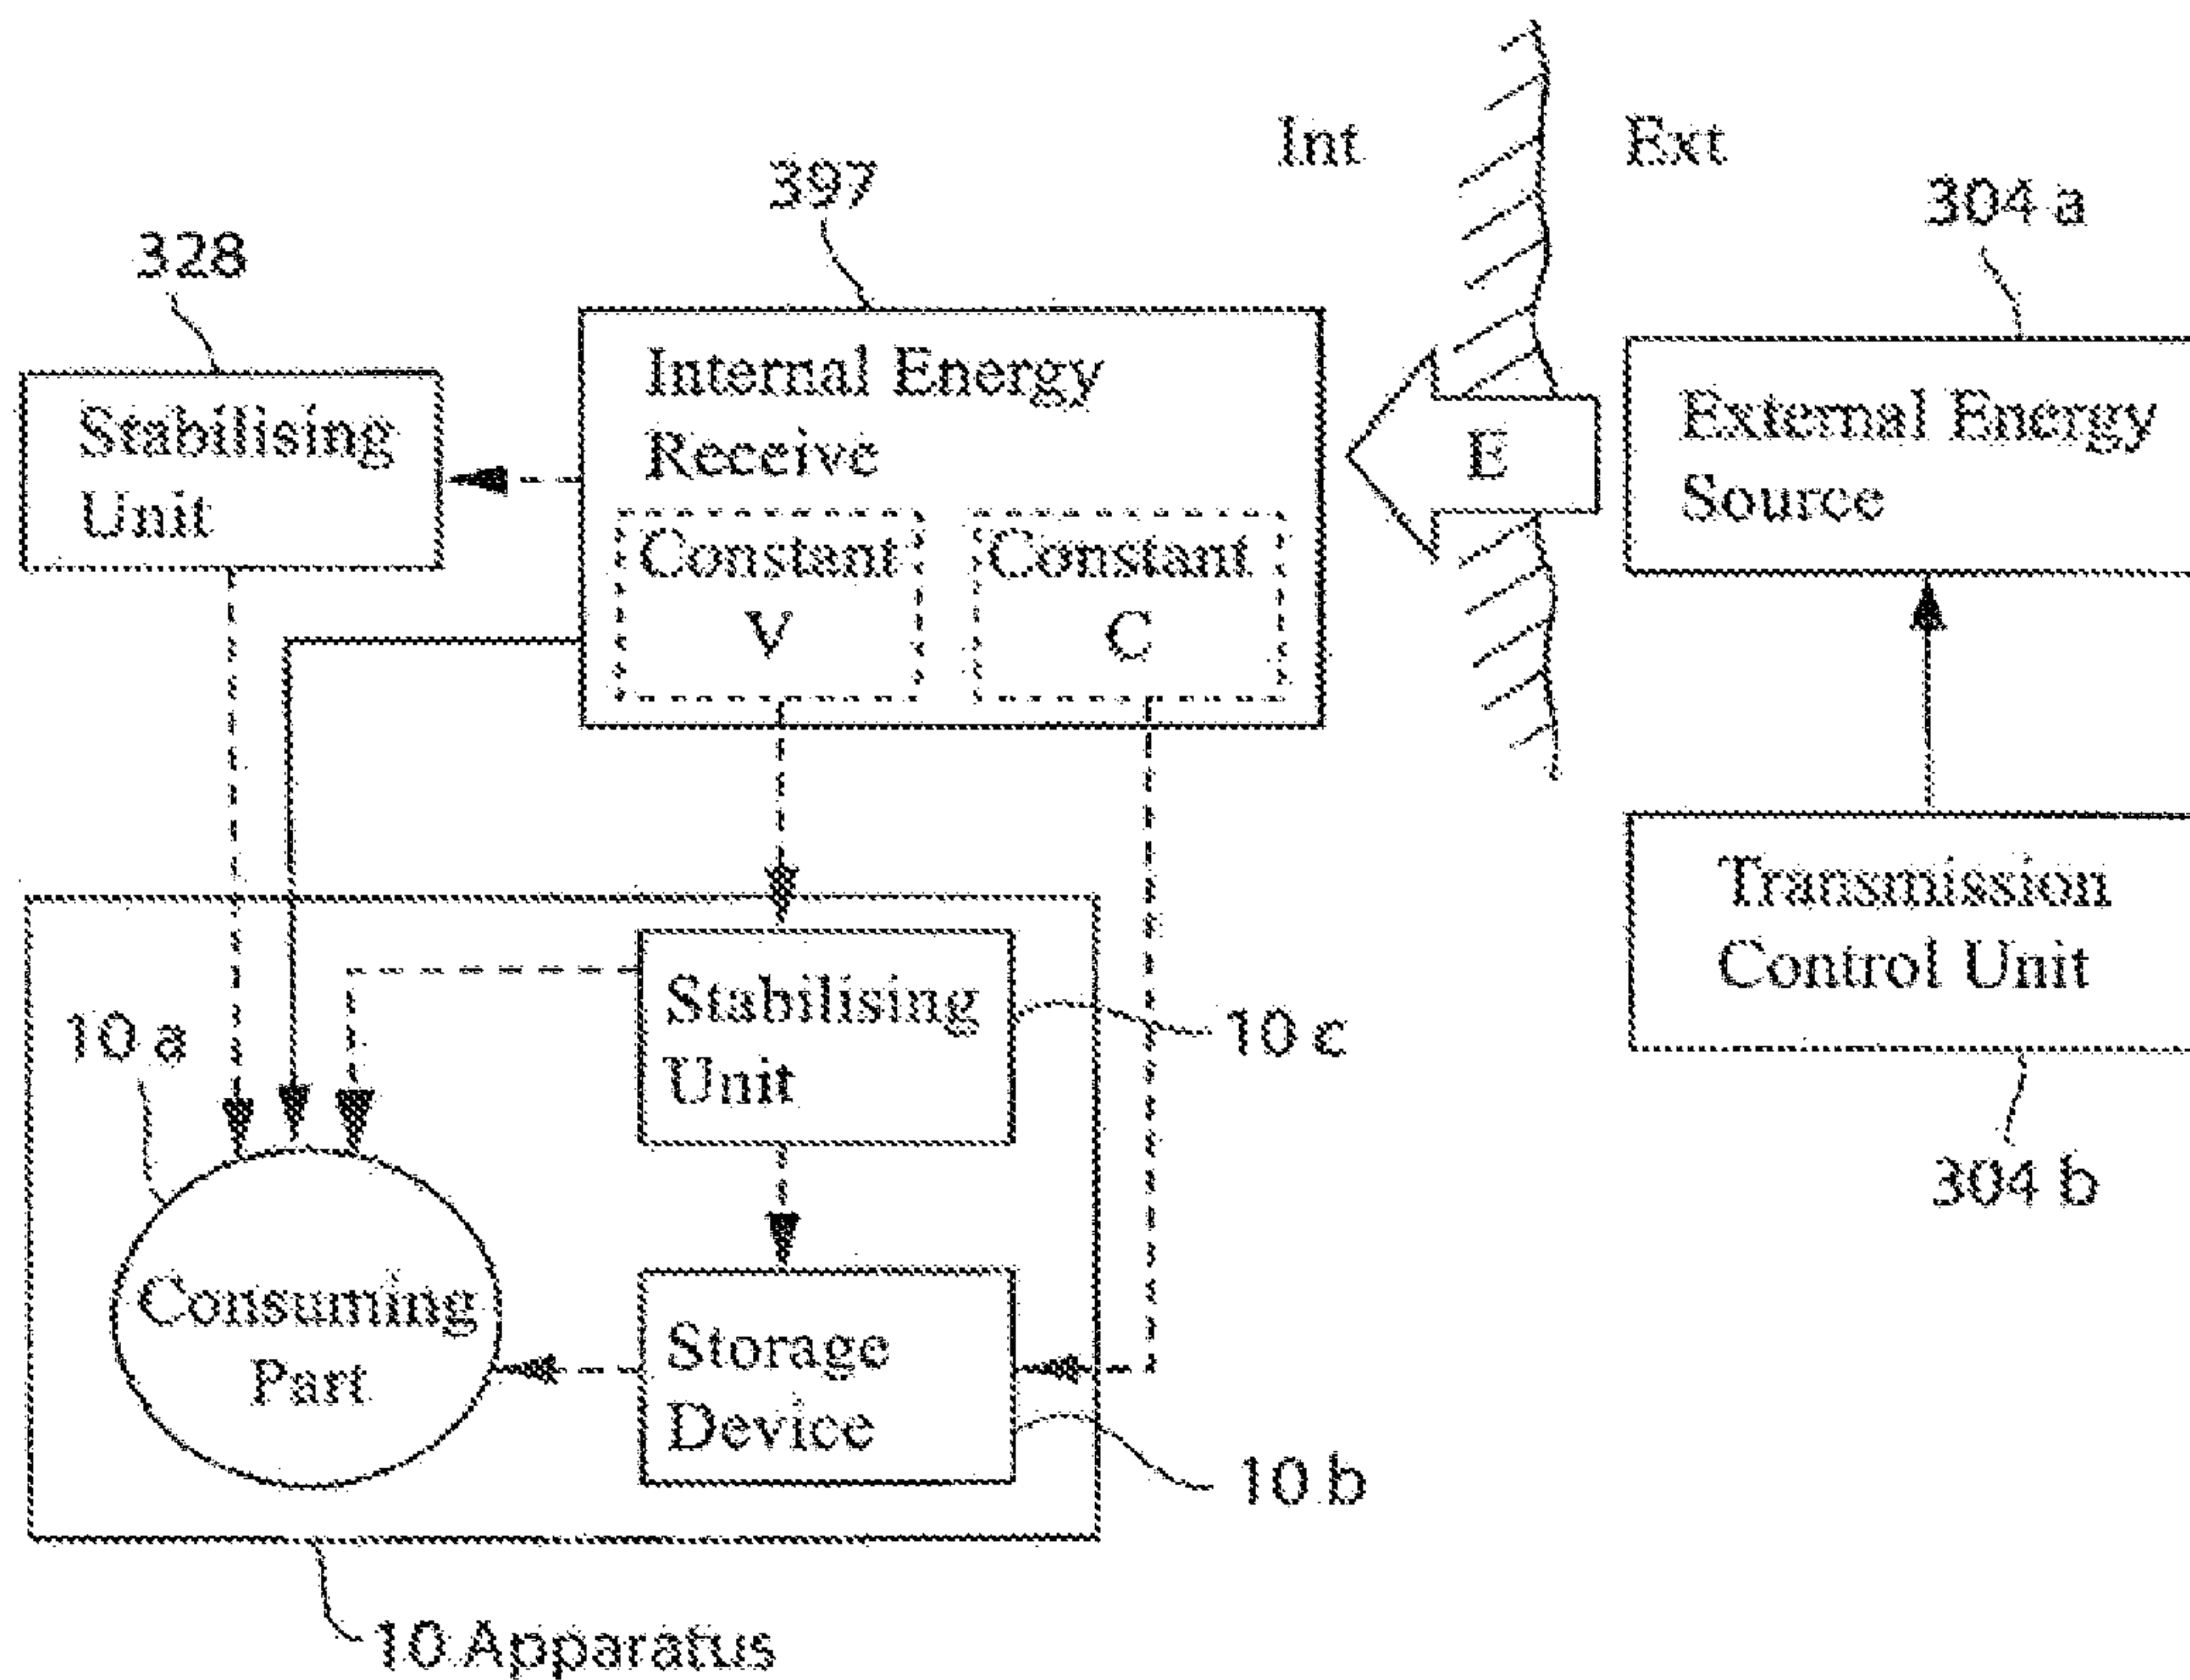 Int
Ext
397
304 a
328
Internal Energy
Receive
External Energy
Source
E
Stabilising
Unit
Constant
V
Constant
C
Transmission
Control Unit
10 a
Stabilising
Unit
10 c
304 b
Consuming
Part
Storage
Device
10 b
10 Apparatus